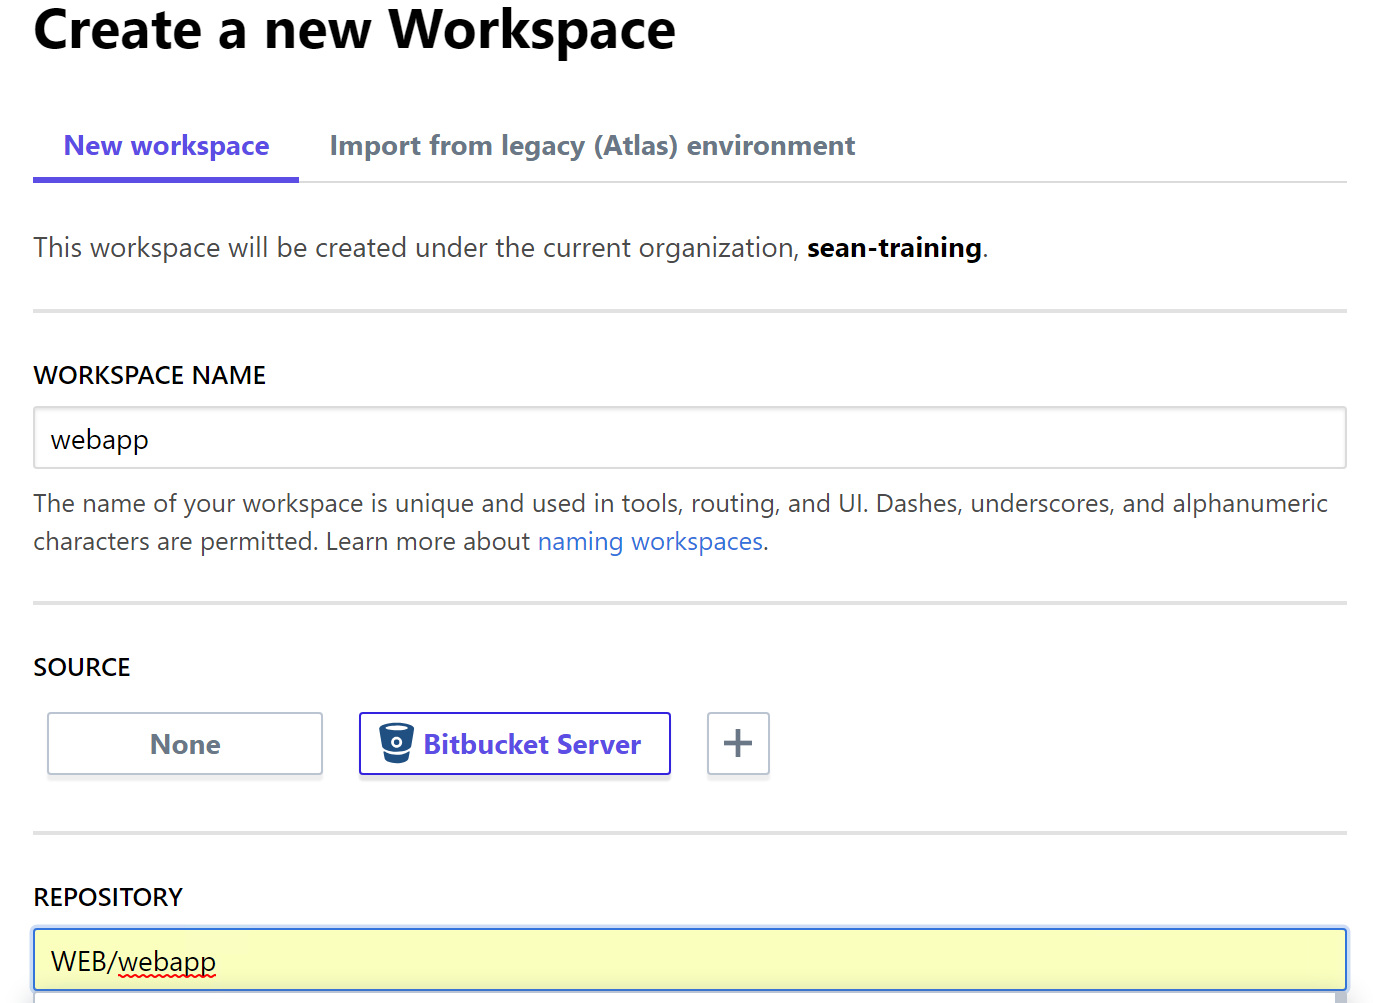 Create a new Workspace
New workspace
Import from legacy (Atlas) environment
This workspace will be created under the current organization, sean-training.
WORKSPACE NAME
webapp
The name of your workspace is unique and used in tools, routing, and UI. Dashes, underscores, and alphanumeric
characters are permitted. Learn more about naming workspaces.
SOURCE
None
Bitbucket Server
+
REPOSITORY
WEB/webapp